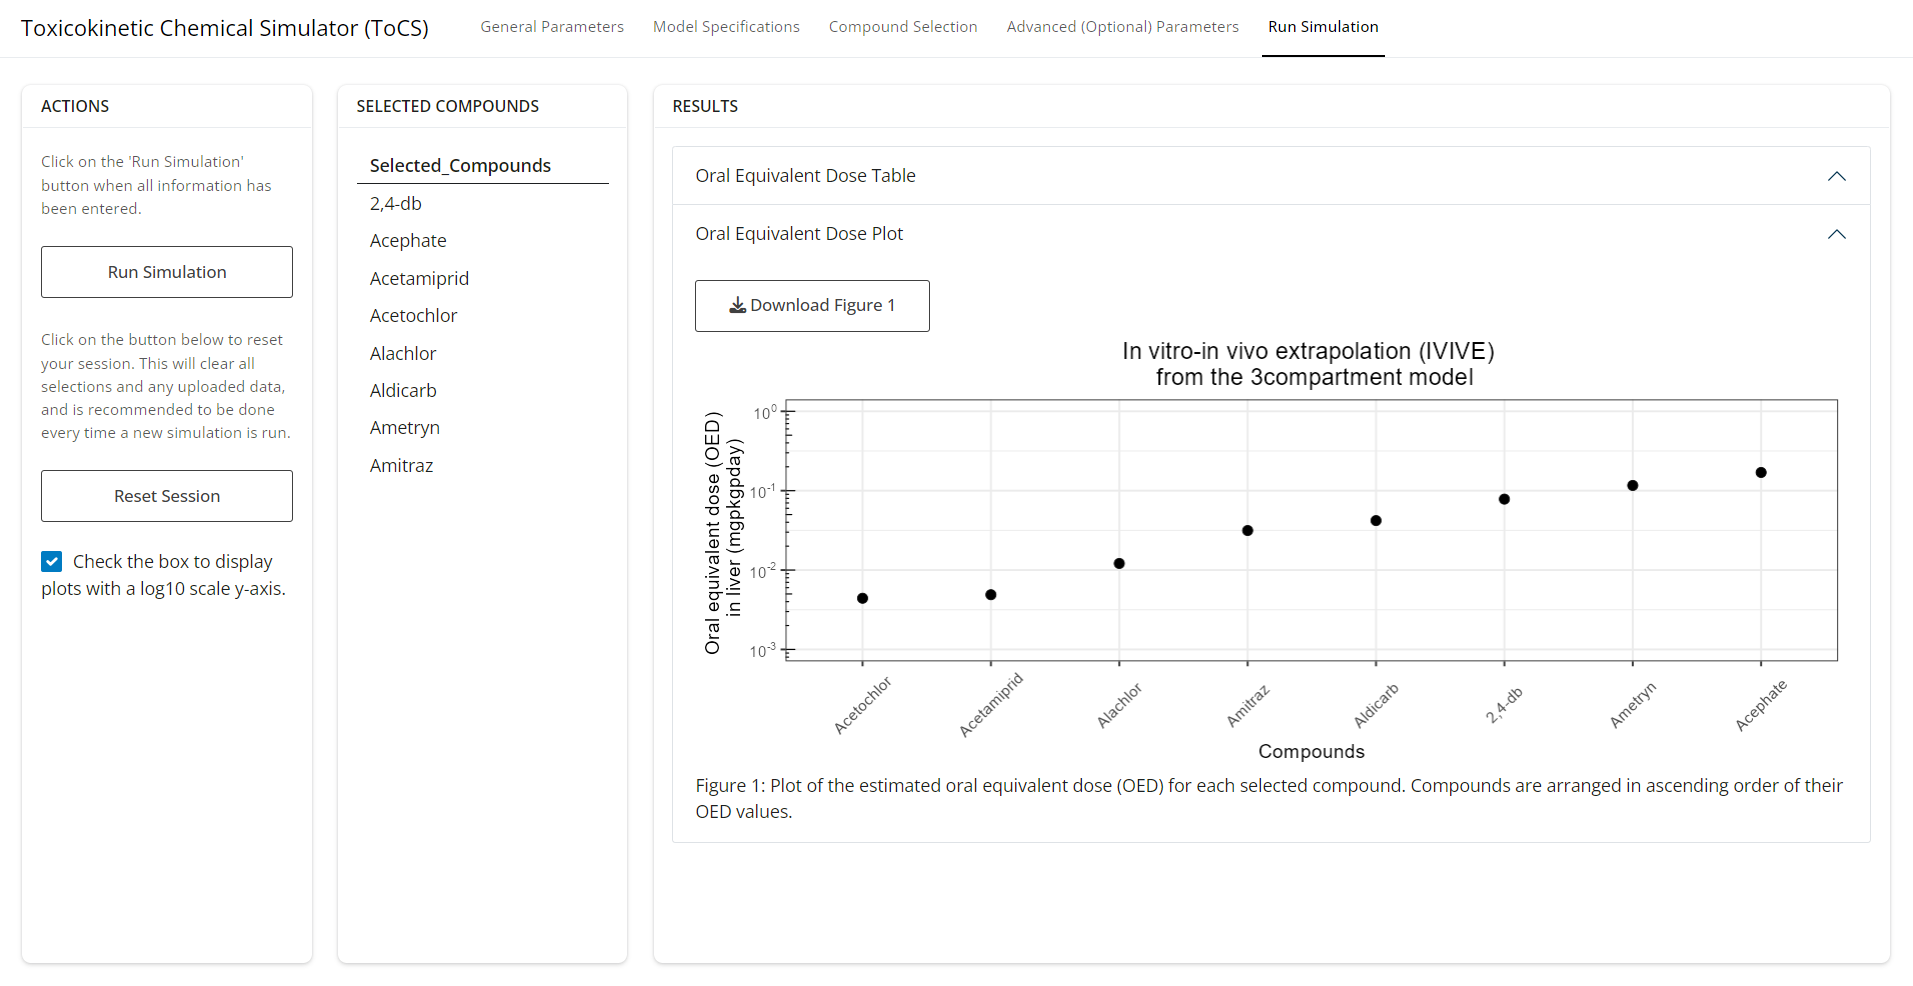 Toxicokinetic Chemical Simulator (ToCS)
General Parameters
Model Specifications
Compound Selection
Advanced (Optional) Parameters
Run Simulation
ACTIONS
Click on the 'Run Simulation'
button when all information has
been entered.
Run Simulation
Click on the button below to reset
your session. This will clear all
selections and any uploaded data,
and is recommended to be done
every time a new simulation is run.
Reset Session
Check the box to display
plots with a log10 scale y-axis.
SELECTED COMPOUNDS
Selected_Compounds
2,4-db
Acephate
Acetamiprid
Acetochlor
Alachlor
Aldicarb
Ametryn
Amitraz
RESULTS
Oral Equivalent Dose Table
Oral Equivalent Dose Plot
Download Figure 1
In vitro-in vivo extrapolation (IVIVE)
from the 3compartment model
Oral equivalent dose (OED)
in liver (mgpkgpday)
10⁰
10⁻¹
10⁻²
10⁻³
Acetochlor
Acetamiprid
Alachlor
Amitraz
Aldicarb
2,4-db
Ametryn
Acephate
Compounds
Figure 1: Plot of the estimated oral equivalent dose (OED) for each selected compound. Compounds are arranged in ascending order of their
OED values.